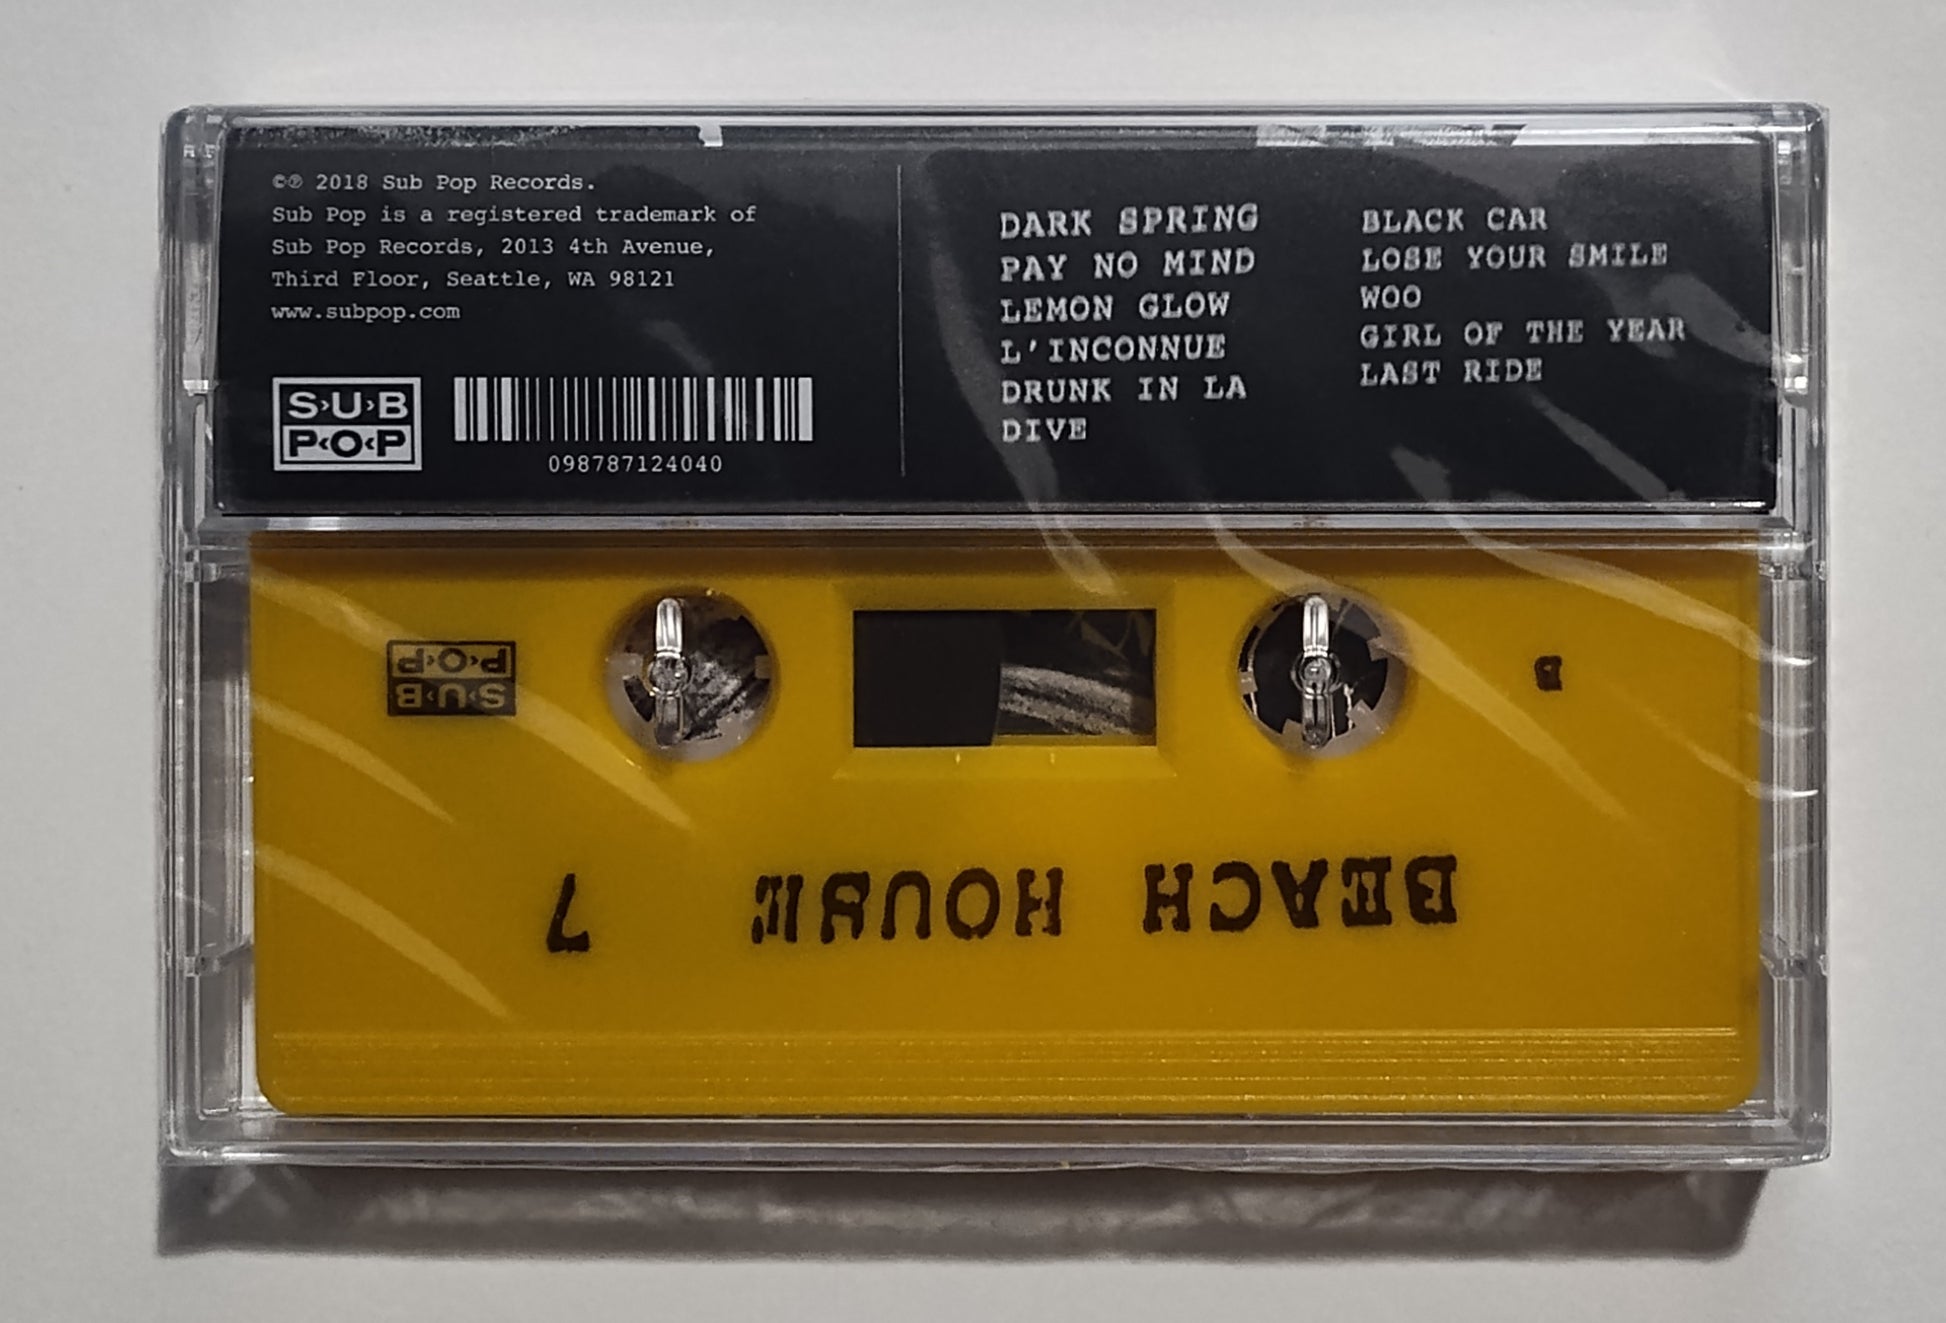 ©℗ 2018 Sub Pop Records.
Sub Pop is a registered trademark of
Sub Pop Records, 2013 4th Avenue,
Third Floor, Seattle, WA 98121
www.subpop.com
SUB
POP
098787124040
DARK SPRING
PAY NO MIND
LEMON GLOW
L'INCONNUE
DRUNK IN LA
DIVE
BLACK CAR
LOSE YOUR SMILE
WOO
GIRL OF THE YEAR
LAST RIDE
BEACH HOUSE 7
B
SUB
POP